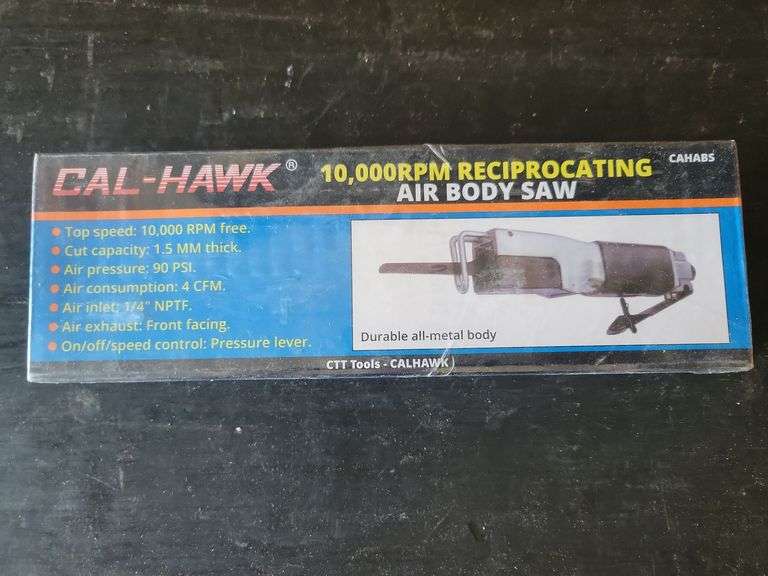 CAL-HAWK®
10,000RPM RECIPROCATING
AIR BODY SAW
CAHABS
• Top speed: 10,000 RPM free.
• Cut capacity: 1.5 MM thick.
• Air pressure: 90 PSI.
• Air consumption: 4 CFM.
• Air inlet: 1/4" NPTF.
• Air exhaust: Front facing.
• On/off/speed control: Pressure lever.
Durable all-metal body
CTT Tools - CALHAWK